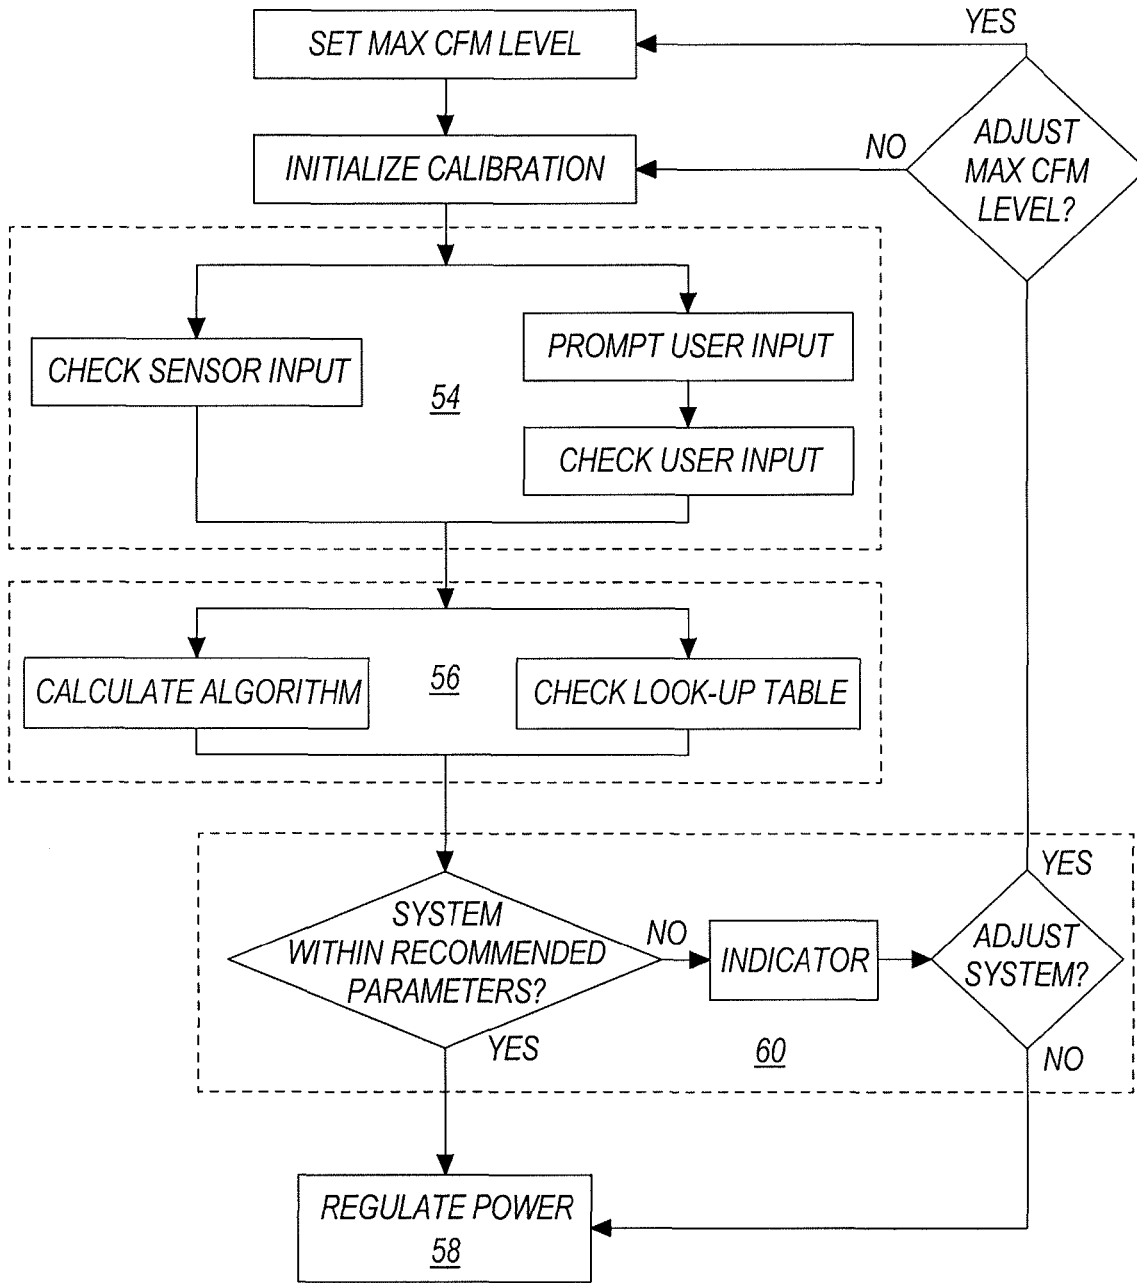 SET MAX CFM LEVEL
YES
INITIALIZE CALIBRATION
NO
ADJUST
MAX CFM
LEVEL?
CHECK SENSOR INPUT
PROMPT USER INPUT
54
CHECK USER INPUT
CALCULATE ALGORITHM
56
CHECK LOOK-UP TABLE
SYSTEM
WITHIN RECOMMENDED
PARAMETERS?
NO
INDICATOR
YES
ADJUST
SYSTEM?
YES
60
NO
REGULATE POWER
58